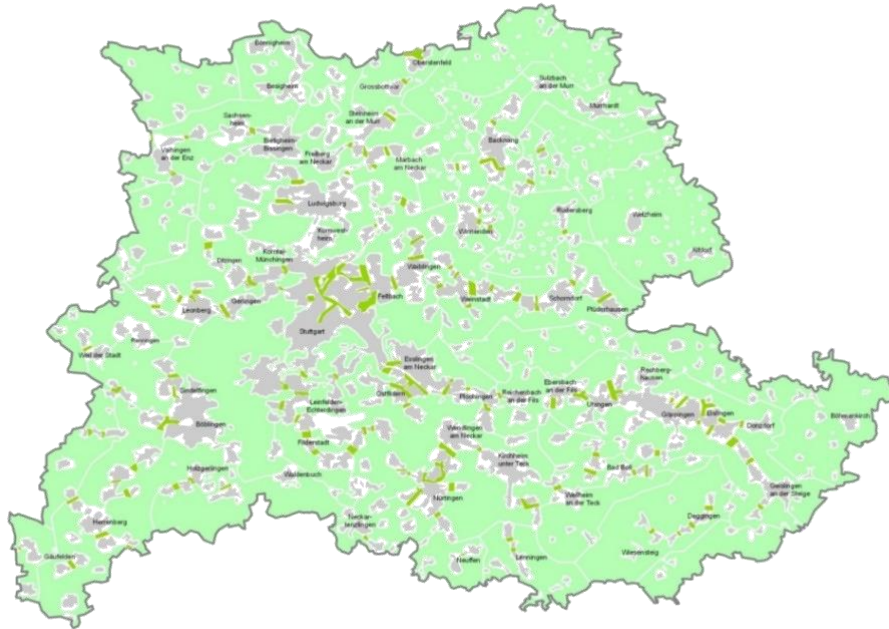 Bönnigheim
Oberstenfeld
Besigheim
Grossbottwar
Sulzbach
an der Murr
Murrhardt
Steinheim
an der Murr
Sachsen-
heim
Backnang
Vaihingen
an der Enz
Bietigheim-
Bissingen
Freiberg
am Neckar
Marbach
am Neckar
Ludwigsburg
Rudersberg
Welzheim
Kornwest-
heim
Winnenden
Alfdorf
Ditzingen
Korntal-
Münchingen
Waiblingen
Gerlingen
Fellbach
Weinstadt
Schorndorf
Plüderhausen
Leonberg
Stuttgart
Renningen
Weil der Stadt
Esslingen
am Neckar
Sindelfingen
Leinfelden-
Echterdingen
Ostfildern
Plochingen
Reichenbach
an der Fils
Ebersbach
an der Fils
Uhingen
Rechberg-
hausen
Göppingen
Eislingen
Donzdorf
Böhmenkirch
Böblingen
Filderstadt
Wendlingen
am Neckar
Kirchheim
unter Teck
Bad Boll
Holzgerlingen
Waldenbuch
Geislingen
an der Steige
Nürtingen
Weilheim
an der Teck
Deggingen
Herrenberg
Neckar-
tenzlingen
Gäufelden
Neuffen
Lenningen
Wiesensteig